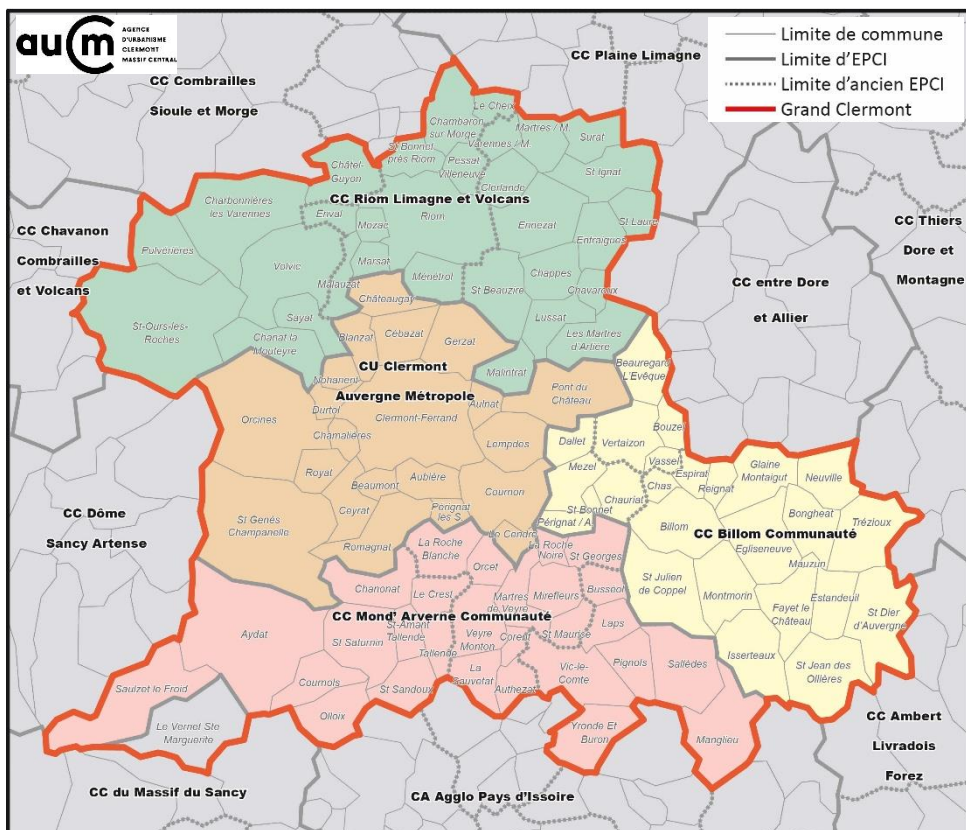 auCm
AGENCE
D'URBANISME
CLERMONT
MASSIF CENTRAL
Limite de commune
Limite d'EPCI
Limite d'ancien EPCI
Grand Clermont
CC Plaine Limagne
CC Combrailles
Sioule et Morge
Le Cheix
Chambaron
sur Morge
Varennes / M
Martres / M.
Surat
St Bonnet
près Riom
Pessat
Villeneuve
St Ignat
Châtel-
Guyon
Clerlande
Charbonnières
les Varennes
CC Riom Limagne et Volcans
Enval
Riom
Mozac
Ennezat
St Laure
CC Chavanon
Combrailles
et Volcans
CC Thiers
Dore et
Montagne
Pulvérières
Volvic
Marsat
Entraigues
Malauzat
Ménétrol
St Beauzire
Chappes
Chavaroux
CC entre Dore
et Allier
Châteauga
St-Ours-les-
Roches
Sayat
Chanat la
Mouteyre
Blanzat
Cébazat
Gerzat
Lussat
Les Martres
d'Artière
Malintrat
Nohanent
CU Clermont
Auvergne Métropole
Beauregard
L'Evêque
Pont du
Château
Orcines
Durtol
Clermont-Ferrand
Aulnat
Chamalières
Lempdes
Dallet
Vertaizon
Bouzel
Mezel
Vassel
Espirat
Glaine
Montaigut
Neuville
Royat
Beaumont
Aubière
Cournon
Chas
Reignat
Ceyrat
Pérignat
lès S.
Chauriat
St Bonnet
Pérignat / A
Bongheat
Trézioux
St Genés
Champanelle
Romagnat
Le Cendre
Billom
CC Billom Communauté
CC Dôme
Sancy Artense
La Roche
Blanche
Orcet
La Roche
Noire
St Georges
Egliseneuve
Mauzun
Chanonat
Le Crest
Martres
de Veyre
Mirefleurs
Busseol
St Julien
de Coppel
Montmorin
Estandeuil
CC Mond' Arverne Communauté
Fayet le
Château
St Dier
d'Auvergne
Aydat
St Saturnin
St-Amant
Tallende
Tallende
Veyre
Monton
Corent
St Maurice
Laps
Isserteaux
Cournols
St Sandoux
La
Sauvetat
Authezat
Vic-le-
Comte
Pignols
Sallèdes
St Jean des
Ollières
Saulzet le Froid
Olloix
Le Vernet Ste
Marguerite
Yronde Et
Buron
Manglieu
CC Ambert
Livradois
Forez
CC du Massif du Sancy
CA Agglo Pays d'Issoire